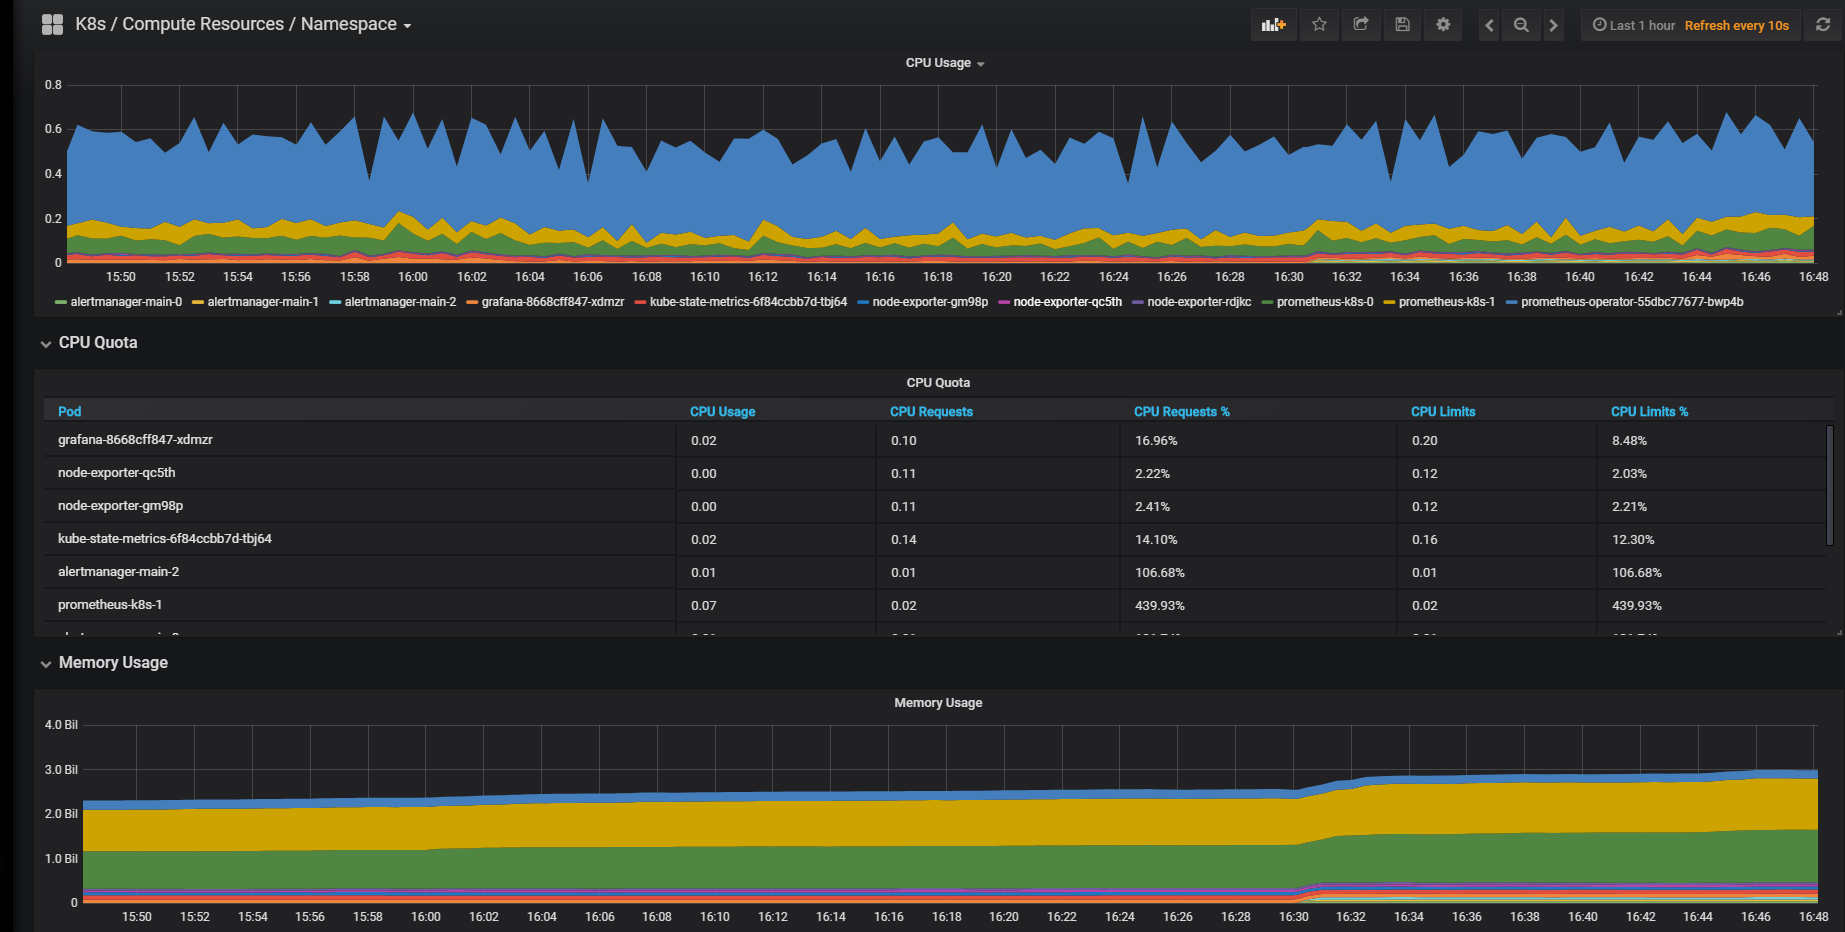 K8s / Compute Resources / Namespace
Last 1 hour Refresh every 10s
CPU Usage
0.8
0.6
0.4
0.2
0
15:50 15:52 15:54 15:56 15:58 16:00 16:02 16:04 16:06 16:08 16:10 16:12 16:14 16:16 16:18 16:20 16:22 16:24 16:26 16:28 16:30 16:32 16:34 16:36 16:38 16:40 16:42 16:44 16:46 16:48
alertmanager-main-0 alertmanager-main-1 alertmanager-main-2 grafana-8668cff847-xdmzr kube-state-metrics-6f84ccbb7d-tbj64 node-exporter-gm98p node-exporter-qc5th node-exporter-rdjkc prometheus-k8s-0 prometheus-k8s-1 prometheus-operator-55dbc77677-bwp4b
CPU Quota
CPU Quota
Pod CPU Usage CPU Requests CPU Requests % CPU Limits CPU Limits %
grafana-8668cff847-xdmzr 0.02 0.10 16.96% 0.20 8.48%
node-exporter-qc5th 0.00 0.11 2.22% 0.12 2.03%
node-exporter-gm98p 0.00 0.11 2.41% 0.12 2.21%
kube-state-metrics-6f84ccbb7d-tbj64 0.02 0.14 14.10% 0.16 12.30%
alertmanager-main-2 0.01 0.01 106.68% 0.01 106.68%
prometheus-k8s-1 0.07 0.02 439.93% 0.02 439.93%
Memory Usage
Memory Usage
4.0 Bil
3.0 Bil
2.0 Bil
1.0 Bil
0
15:50 15:52 15:54 15:56 15:58 16:00 16:02 16:04 16:06 16:08 16:10 16:12 16:14 16:16 16:18 16:20 16:22 16:24 16:26 16:28 16:30 16:32 16:34 16:36 16:38 16:40 16:42 16:44 16:46 16:48